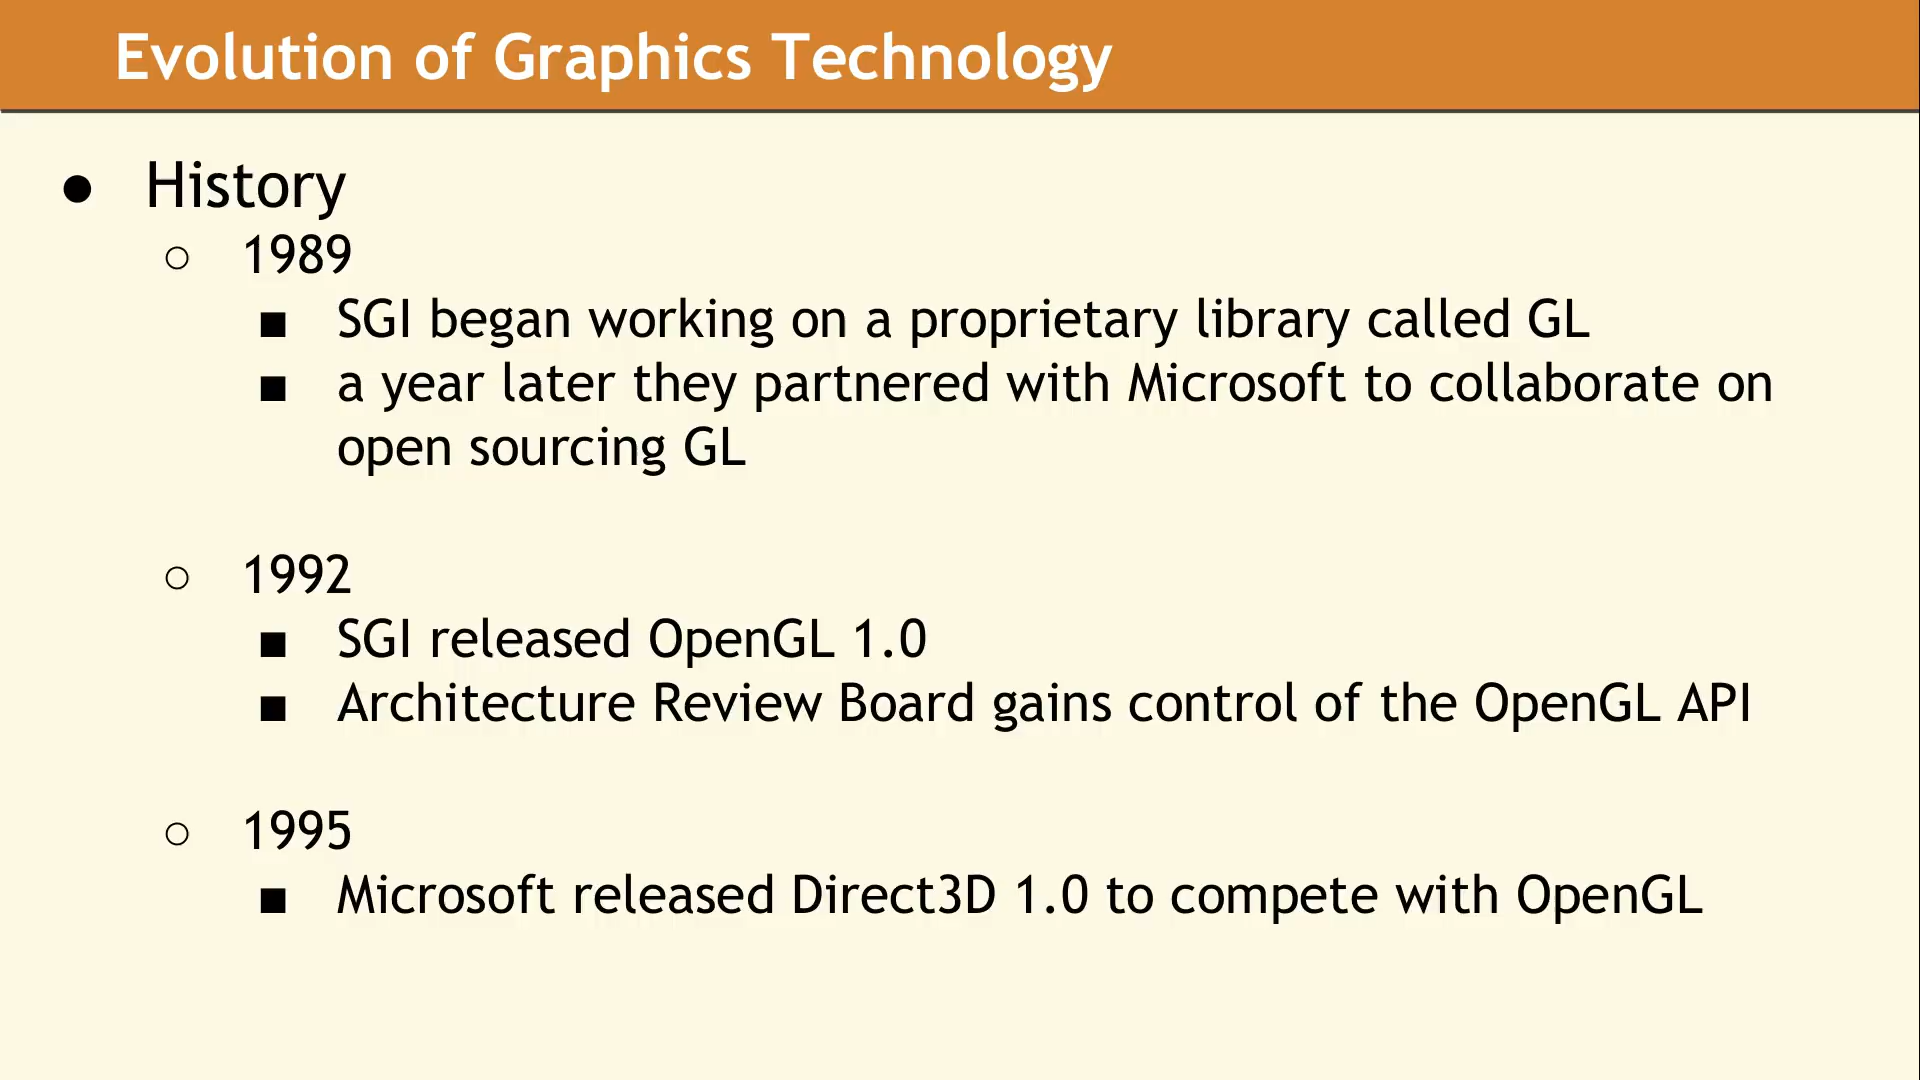 Evolution of Graphics Technology
● History
○ 1989
■ SGI began working on a proprietary library called GL
■ a year later they partnered with Microsoft to collaborate on
open sourcing GL
○ 1992
■ SGI released OpenGL 1.0
■ Architecture Review Board gains control of the OpenGL API
○ 1995
■ Microsoft released Direct3D 1.0 to compete with OpenGL